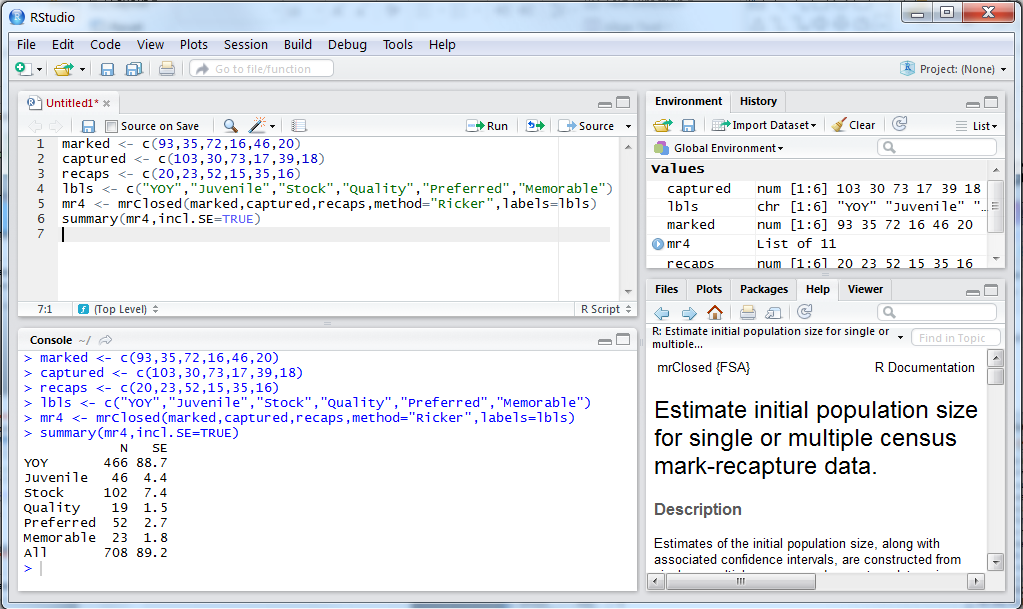 RStudio
File Edit Code View Plots Session Build Debug Tools Help
Go to file/function Project: (None)
Untitled1*
Source on Save Run Source
1 marked <- c(93,35,72,16,46,20)
2 captured <- c(103,30,73,17,39,18)
3 recaps <- c(20,23,52,15,35,16)
4 lbls <- c("YOY","Juvenile","Stock","Quality","Preferred","Memorable")
5 mr4 <- mrClosed(marked,captured,recaps,method="Ricker",labels=lbls)
6 summary(mr4,incl.SE=TRUE)
7
7:1 (Top Level) R Script
Console ~/
> marked <- c(93,35,72,16,46,20)
> captured <- c(103,30,73,17,39,18)
> recaps <- c(20,23,52,15,35,16)
> lbls <- c("YOY","Juvenile","Stock","Quality","Preferred","Memorable")
> mr4 <- mrClosed(marked,captured,recaps,method="Ricker",labels=lbls)
> summary(mr4,incl.SE=TRUE)
N SE
YOY 466 88.7
Juvenile 46 4.4
Stock 102 7.4
Quality 19 1.5
Preferred 52 2.7
Memorable 23 1.8
All 708 89.2
>
Environment History
Import Dataset Clear List
Global Environment
Values
captured num [1:6] 103 30 73 17 39 18
lbls chr [1:6] "YOY" "Juvenile" "…
marked num [1:6] 93 35 72 16 46 20
mr4 List of 11
recaps num [1:6] 20 23 52 15 35 16
Files Plots Packages Help Viewer
R: Estimate initial population size for single or
multiple... Find in Topic
mrClosed {FSA} R Documentation
Estimate initial population size
for single or multiple census
mark-recapture data.
Description
Estimates of the initial population size, along with
associated confidence intervals, are constructed from